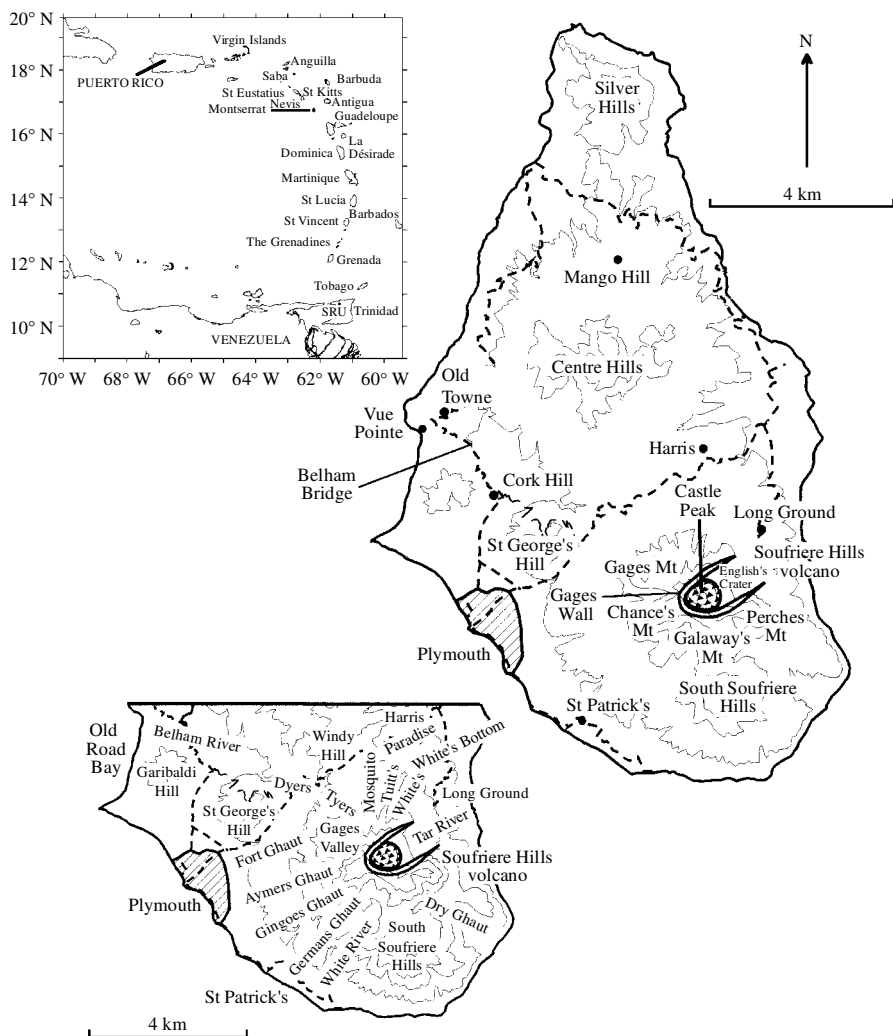 20° N
18° N
16° N
14° N
12° N
10° N
70° W
68° W
66° W
64° W
62° W
60° W
Virgin Islands
Anguilla
PUERTO RICO
Saba
Barbuda
St Eustatius
St Kitts
Nevis
Antigua
Montserrat
Guadeloupe
La
Désirade
Dominica
Martinique
St Lucia
Barbados
St Vincent
The Grenadines
Grenada
Tobago
SRU
Trinidad
VENEZUELA
N
4 km
Silver
Hills
Mango Hill
Centre Hills
Old
Towne
Vue
Pointe
Belham
Bridge
Harris
Cork Hill
Castle
Peak
Long Ground
St George's
Hill
Soufriere Hills
volcano
Gages Mt
English's
Crater
Gages
Wall
Chance's
Mt
Perches
Mt
Galaway's
Mt
Plymouth
South Soufriere
Hills
St Patrick's
Old
Road
Bay
Belham River
Windy
Hill
Harris
Paradise
White's Bottom
Garibaldi
Hill
Dyers
Tyers
Mosquito
Tuitt's
White's
Long Ground
St George's
Hill
Gages
Valley
Tar River
Fort Ghaut
Soufriere Hills
volcano
Aymers Ghaut
Plymouth
Gingoes Ghaut
Germans Ghaut
White River
Dry Ghaut
South
Soufriere
Hills
St Patrick's
4 km